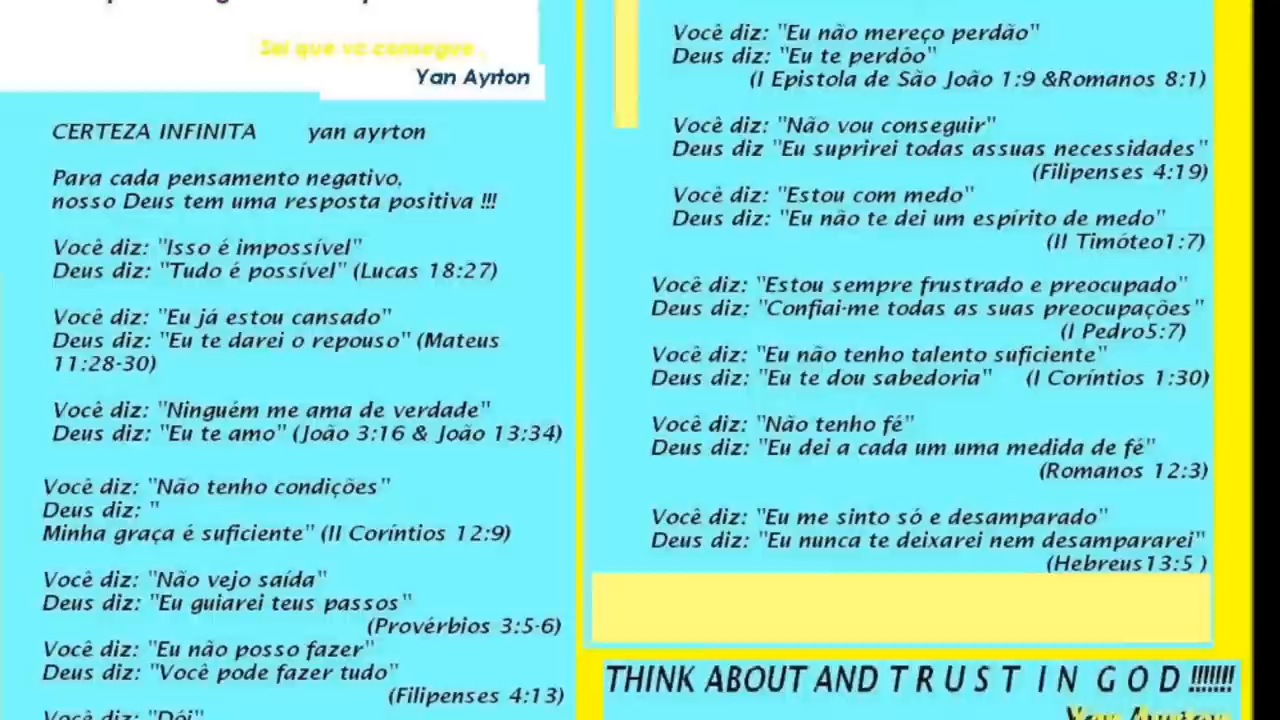 Sei que vc consegue
Yan Ayrton
CERTEZA INFINITA yan ayrton
Para cada pensamento negativo,
nosso Deus tem uma resposta positiva !!!
Você diz: "Isso é impossível"
Deus diz: "Tudo é possível" (Lucas 18:27)
Você diz: "Eu já estou cansado"
Deus diz: "Eu te darei o repouso" (Mateus
11:28-30)
Você diz: "Ninguém me ama de verdade"
Deus diz: "Eu te amo" (João 3:16 & João 13:34)
Você diz: "Não tenho condições"
Deus diz: "
Minha graça é suficiente" (II Coríntios 12:9)
Você diz: "Não vejo saída"
Deus diz: "Eu guiarei teus passos"
(Provérbios 3:5-6)
Você diz: "Eu não posso fazer"
Deus diz: "Você pode fazer tudo"
(Filipenses 4:13)
Você diz: "Dói"
Você diz: "Eu não mereço perdão"
Deus diz: "Eu te perdôo"
(I Epistola de São João 1:9 &Romanos 8:1)
Você diz: "Não vou conseguir"
Deus diz "Eu suprirei todas assuas necessidades"
(Filipenses 4:19)
Você diz: "Estou com medo"
Deus diz: "Eu não te dei um espírito de medo"
(II Timóteo1:7)
Você diz: "Estou sempre frustrado e preocupado"
Deus diz: "Confiai-me todas as suas preocupações"
(I Pedro5:7)
Você diz: "Eu não tenho talento suficiente"
Deus diz: "Eu te dou sabedoria" (I Coríntios 1:30)
Você diz: "Não tenho fé"
Deus diz: "Eu dei a cada um uma medida de fé"
(Romanos 12:3)
Você diz: "Eu me sinto só e desamparado"
Deus diz: "Eu nunca te deixarei nem desampararei"
(Hebreus13:5 )
THINK ABOUT AND T R U S T I N G O D !!!!!!!
Yan Ayrton